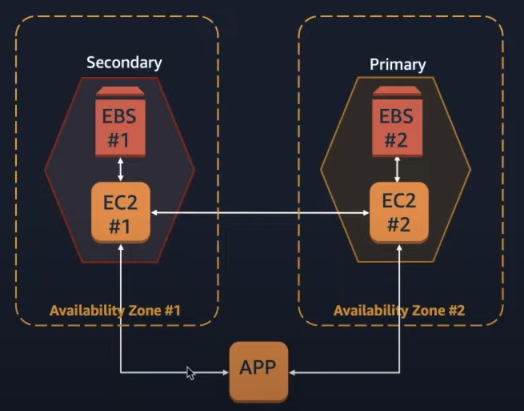 Secondary
Primary
EBS
#1
EBS
#2
EC2
#1
EC2
#2
Availability Zone #1
Availability Zone #2
APP